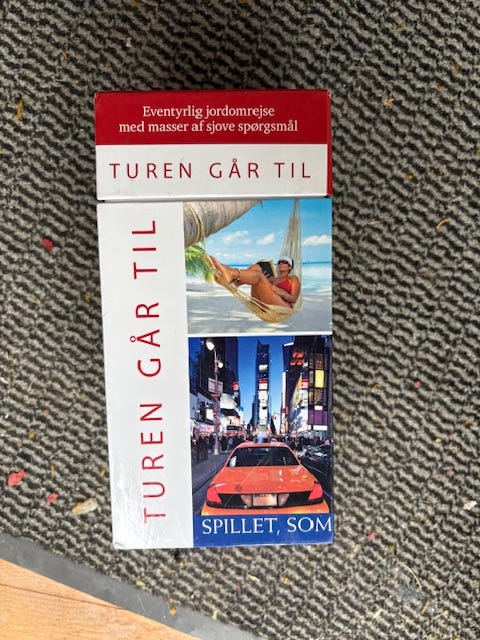 Eventyrlig jordomrejse
med masser af sjove spørgsmål
TUREN GÅR TIL
TUREN GÅR TIL
SPILLET, SOM